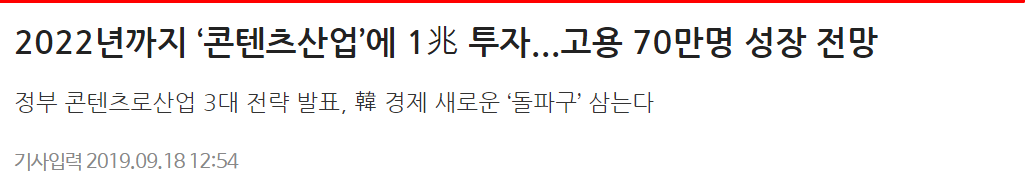 2022년까지 ‘콘텐츠산업’에 1兆 투자…고용 70만명 성장 전망
정부 콘텐츠로산업 3대 전략 발표, 韓 경제 새로운 ‘돌파구’ 삼는다
기사입력 2019.09.18 12:54